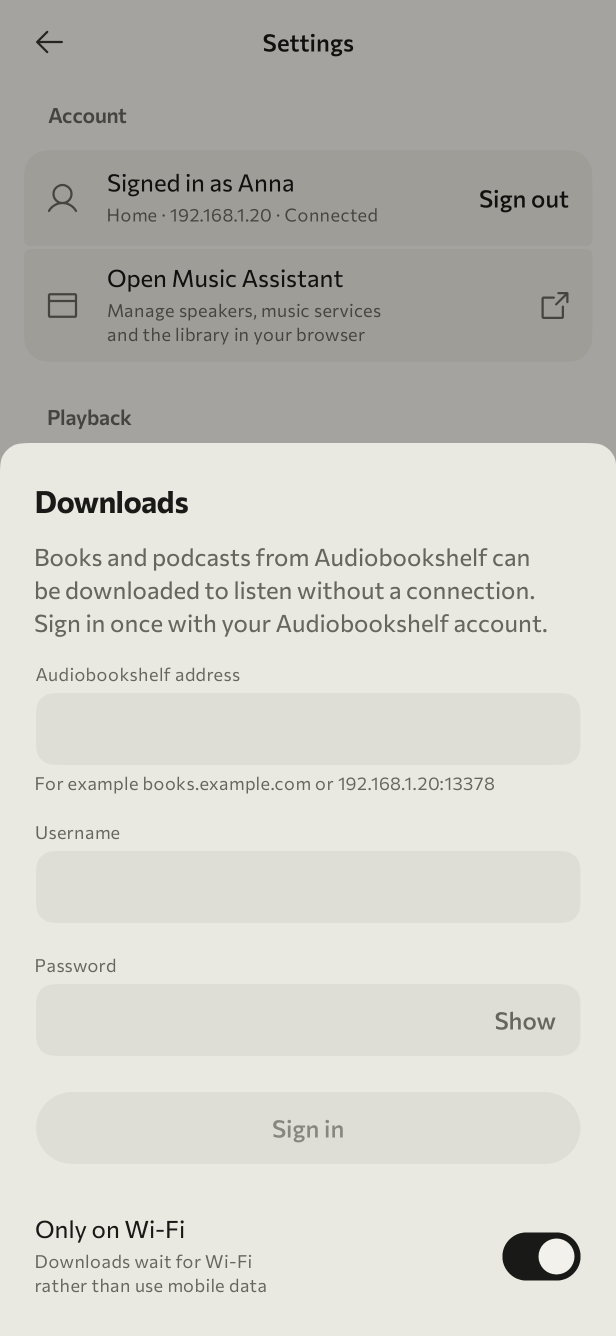 Settings
Account
Signed in as Anna
Home · 192.168.1.20 · Connected
Sign out
Open Music Assistant
Manage speakers, music services
and the library in your browser
Playback
Downloads
Books and podcasts from Audiobookshelf can
be downloaded to listen without a connection.
Sign in once with your Audiobookshelf account.
Audiobookshelf address
For example books.example.com or 192.168.1.20:13378
Username
Password
Show
Sign in
Only on Wi-Fi
Downloads wait for Wi-Fi
rather than use mobile data